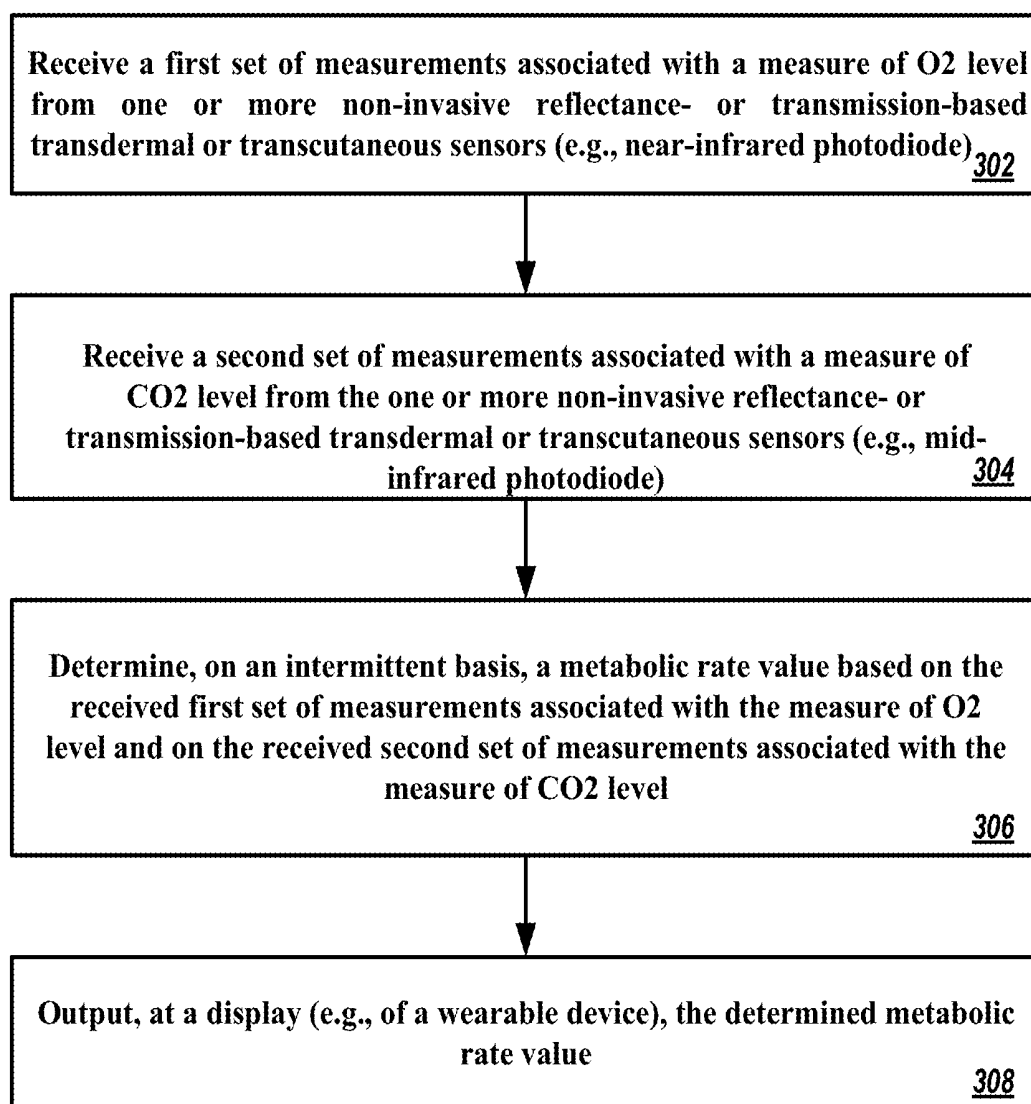 Receive a first set of measurements associated with a measure of O2 level
from one or more non-invasive reflectance- or transmission-based
transdermal or transcutaneous sensors (e.g., near-infrared photodiode)
302
Receive a second set of measurements associated with a measure of
CO2 level from the one or more non-invasive reflectance- or
transmission-based transdermal or transcutaneous sensors (e.g., mid-
infrared photodiode)
304
Determine, on an intermittent basis, a metabolic rate value based on the
received first set of measurements associated with the measure of O2
level and on the received second set of measurements associated with the
measure of CO2 level
306
Output, at a display (e.g., of a wearable device), the determined metabolic
rate value
308